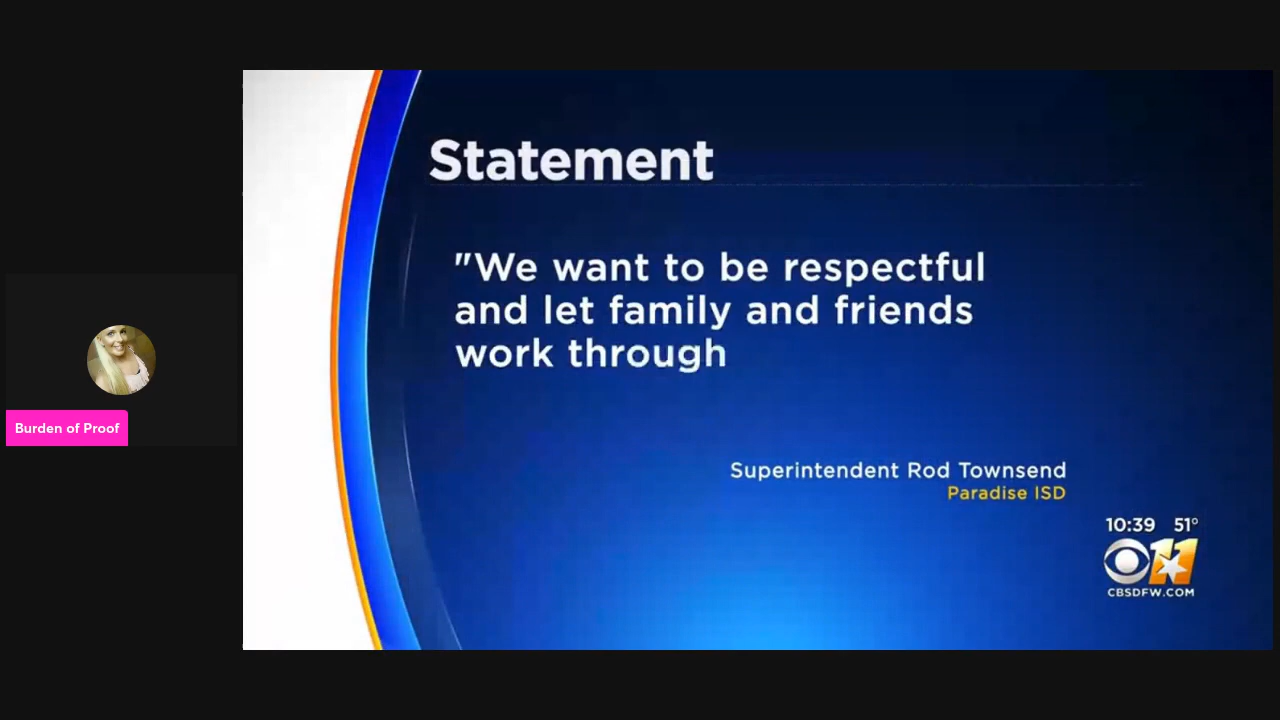 Statement
"We want to be respectful
and let family and friends
work through
Superintendent Rod Townsend
Paradise ISD
10:39 51°
11
CBSDFW.COM
Burden of Proof